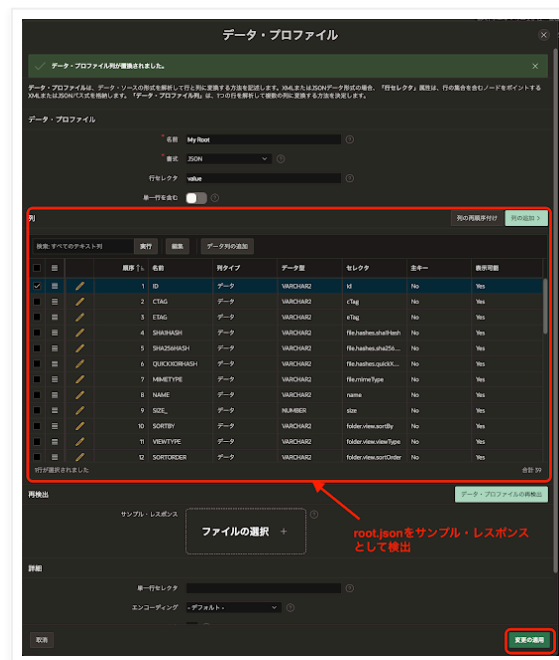 データ・プロファイル
データ・プロファイル列が置換されました。
データ・プロファイルは、データ・ソースの形式を解析して行と列に変換する方法を記述します。XMLまたはJSONデータ形式の場合、「行セレクタ」属性は、行の集合を含むノードをポイントする
XMLまたはJSONパス式を格納します。「データ・プロファイル列」は、1つの行を解析して複数の列に変換する方法を決定します。
データ・プロファイル
* 名前 My Root
* 書式 JSON
行セレクタ value
単一行を含む
列 列の再順序付け 列の追加 >
検索: すべてのテキスト列 実行 編集 データ列の追加
順序 名前 列タイプ データ型 セレクタ 主キー 表示可能
1 ID データ VARCHAR2 id No Yes
2 CTAG データ VARCHAR2 cTag No Yes
3 ETAG データ VARCHAR2 eTag No Yes
4 SHA1HASH データ VARCHAR2 file.hashes.sha1Hash No Yes
5 SHA256HASH データ VARCHAR2 file.hashes.sha256... No Yes
6 QUICKXORHASH データ VARCHAR2 file.hashes.quickX... No Yes
7 MIMETYPE データ VARCHAR2 file.mimeType No Yes
8 NAME データ VARCHAR2 name No Yes
9 SIZE_ データ NUMBER size No Yes
10 SORTBY データ VARCHAR2 folder.view.sortBy No Yes
11 VIEWTYPE データ VARCHAR2 folder.view.viewType No Yes
12 SORTORDER データ VARCHAR2 folder.view.sortOrder No Yes
1行が選択されました 合計 39
再検出 データ・プロファイルの再検出
サンプル・レスポンス
ファイルの選択 +
root.jsonをサンプル・レスポンス
として検出
詳細
単一行セレクタ
エンコーディング - デフォルト -
取消 変更の適用